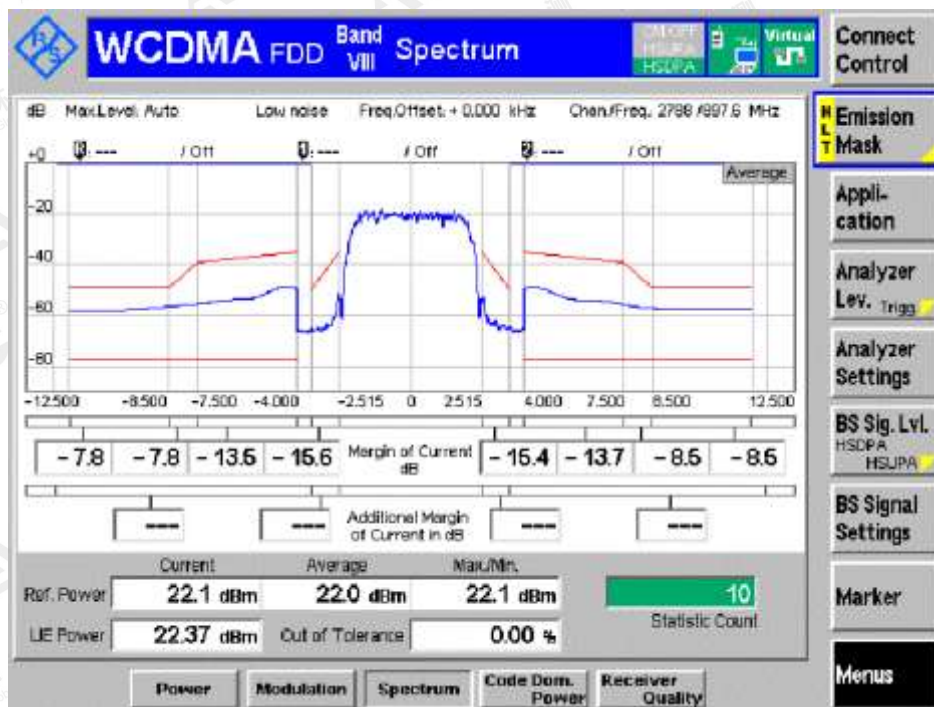 R S
WCDMA FDD Band VIII Spectrum
HSUPA
HSDPA
Virtual
Connect Control
dB Max.Level: Auto Low noise Freq.Offset: + 0.000 kHz Chan./Freq.: 2788 /897.6 MHz
--- / Off --- / Off 2: --- / Off
Average
+0
-20
-40
-60
-80
-12.500 -8.500 -7.500 -4.000 -2.515 0 2.515 4.000 7.500 8.500 12.500
-7.8 -7.8 -13.6 -15.6 Margin of Current dB -15.4 -13.7 -8.5 -8.5
--- --- Additional Margin of Current in dB --- ---
Current Average Max./Min.
Ref. Power 22.1 dBm 22.0 dBm 22.1 dBm 10
Statistic Count
UE Power 22.37 dBm Out of Tolerance 0.00 %
Power Modulation Spectrum Code Dom. Power Receiver Quality
HLT Emission Mask
Appli-
cation
Analyzer
Lev. Trigg.
Analyzer
Settings
BS Sig. Lvl.
HSDPA
HSUPA
BS Signal
Settings
Marker
Menus